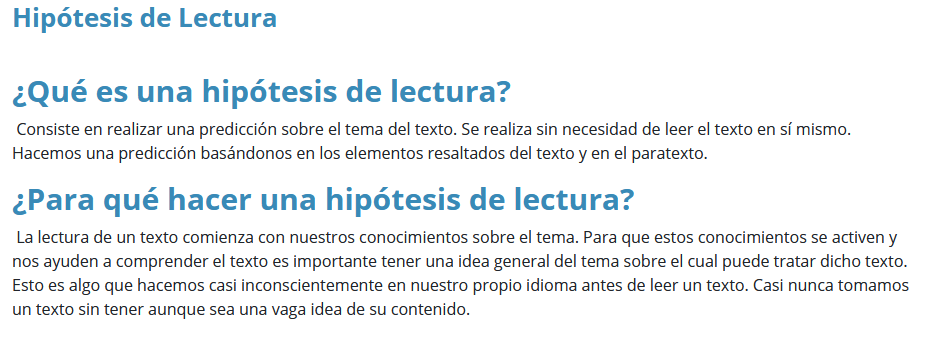 Hipótesis de Lectura
¿Qué es una hipótesis de lectura?
Consiste en realizar una predicción sobre el tema del texto. Se realiza sin necesidad de leer el texto en sí mismo.
Hacemos una predicción basándonos en los elementos resaltados del texto y en el paratexto.
¿Para qué hacer una hipótesis de lectura?
La lectura de un texto comienza con nuestros conocimientos sobre el tema. Para que estos conocimientos se activen y
nos ayuden a comprender el texto es importante tener una idea general del tema sobre el cual puede tratar dicho texto.
Esto es algo que hacemos casi inconscientemente en nuestro propio idioma antes de leer un texto. Casi nunca tomamos
un texto sin tener aunque sea una vaga idea de su contenido.